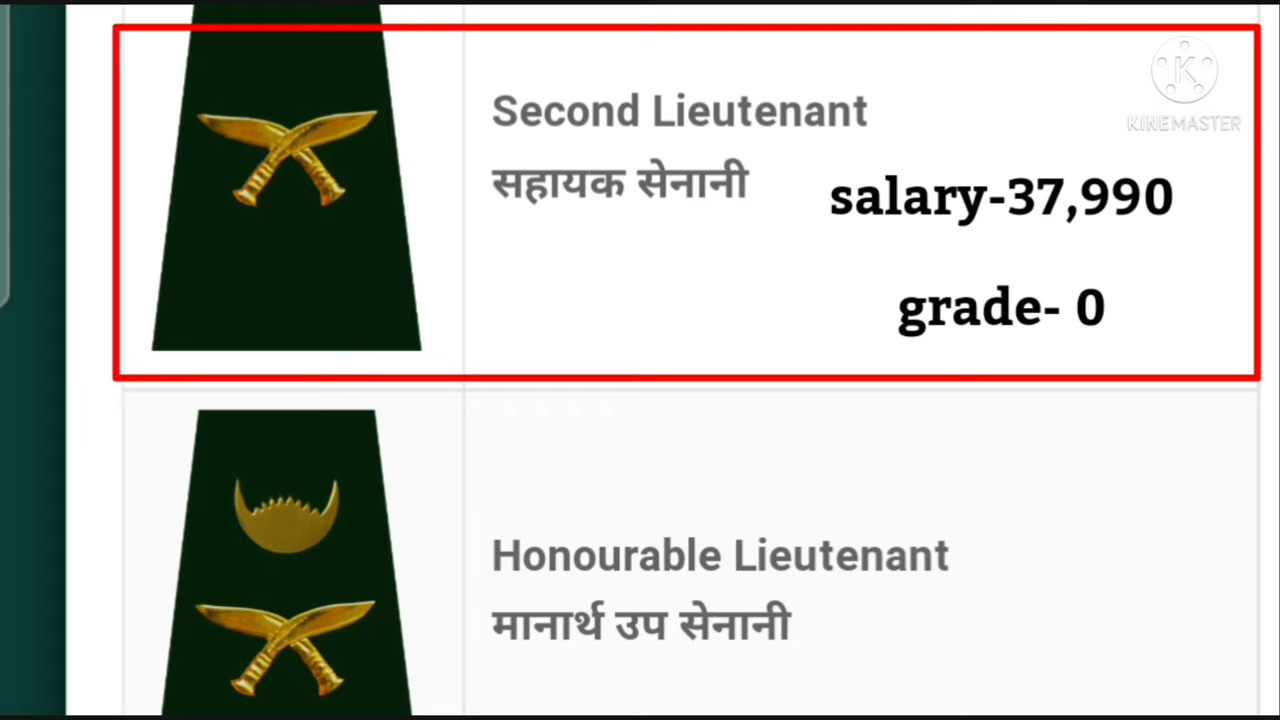 Second Lieutenant
सहायक सेनानी
salary-37,990
grade- 0
KINEMASTER
Honourable Lieutenant
मानार्थ उप सेनानी